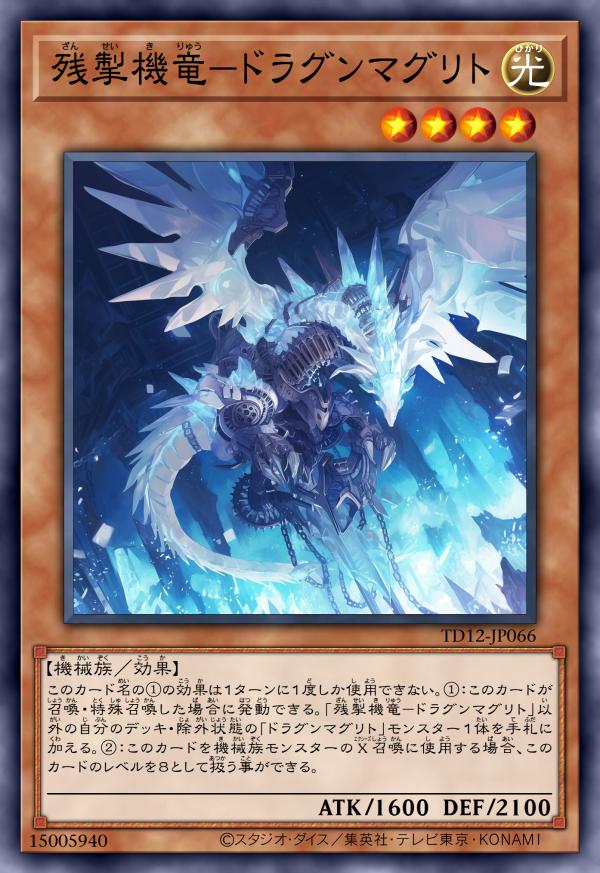 残掣機竜－ドラグンマグリト
光
TD12-JP066
【機械族／効果】
このカード名の①の効果は1ターンに1度しか使用できない。①：このカードが
召喚・特殊召喚した場合に発動できる。「残掣機竜－ドラグンマグリト」以
外の自分のデッキ・除外状態の「ドラグマグリト」モンスター1体を手札に
加える。②：このカードを機械族モンスターのX召喚に使用する場合、この
カードのレベルを8として扱う事ができる。
ATK/1600 DEF/2100
15005940
©スタジオ・ダイス／集英社・テレビ東京・KONAMI